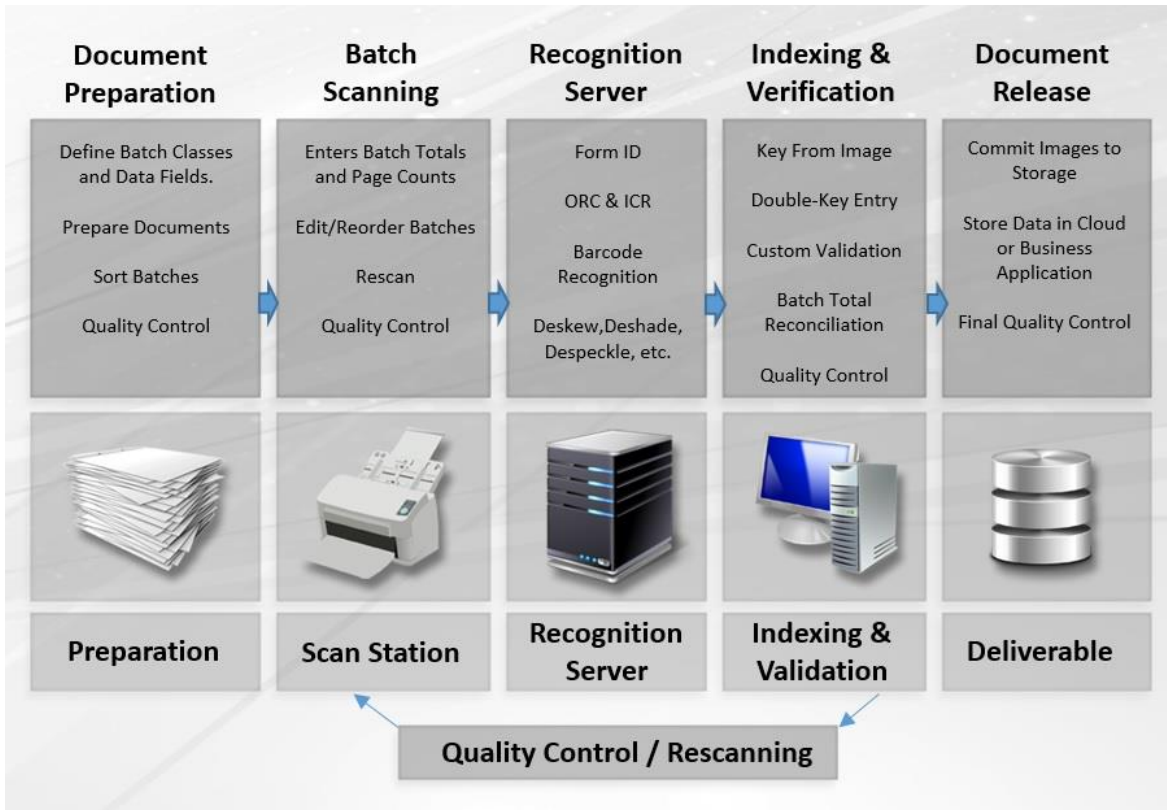 Document
Preparation
Batch
Scanning
Recognition
Server
Indexing &
Verification
Document
Release
Define Batch Classes
and Data Fields.
Prepare Documents
Sort Batches
Quality Control
Enters Batch Totals
and Page Counts
Edit/Reorder Batches
Rescan
Quality Control
Form ID
ORC & ICR
Barcode
Recognition
Deskew,Deshade,
Despeckle, etc.
Key From Image
Double-Key Entry
Custom Validation
Batch Total
Reconciliation
Quality Control
Commit Images to
Storage
Store Data in Cloud
or Business
Application
Final Quality Control
Preparation
Scan Station
Recognition
Server
Indexing &
Validation
Deliverable
Quality Control / Rescanning